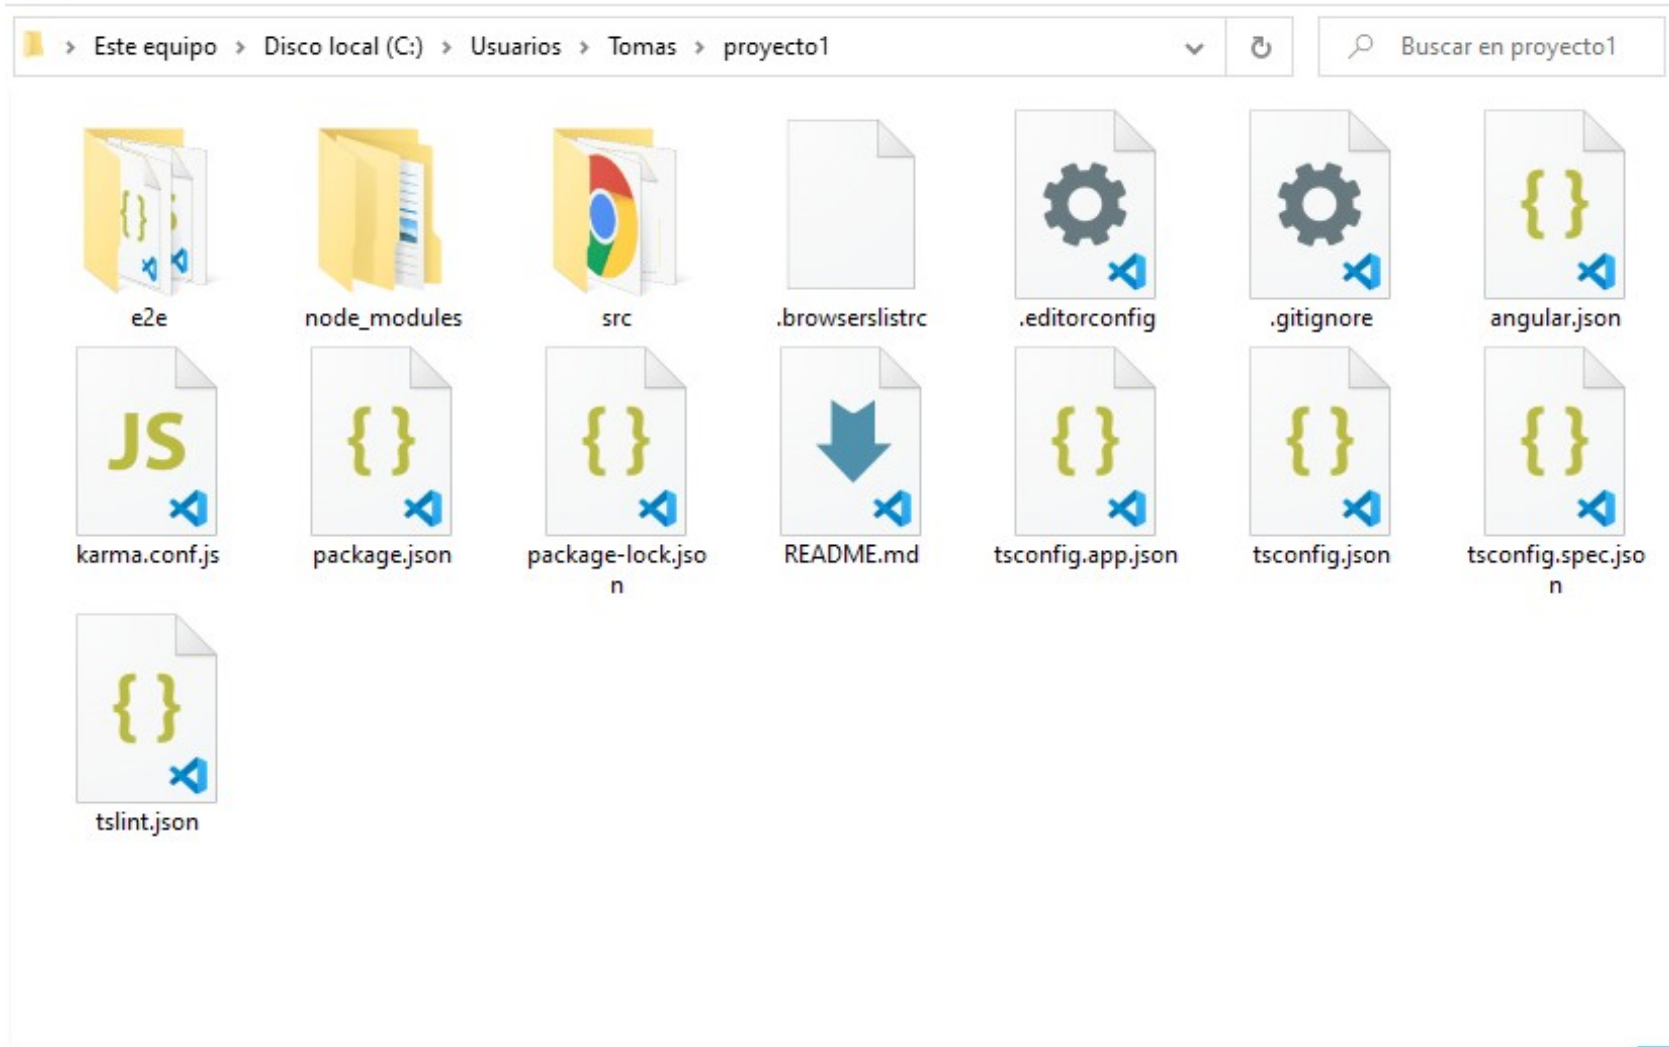 Este equipo > Disco local (C:) > Usuarios > Tomas > proyecto1
Buscar en proyecto1
e2e
node_modules
src
.browserslistrc
.editorconfig
.gitignore
{ }
angular.json
JS
karma.conf.js
{ }
package.json
{ }
package-lock.jso
n
README.md
{ }
tsconfig.app.json
{ }
tsconfig.json
{ }
tsconfig.spec.jso
n
{ }
tslint.json